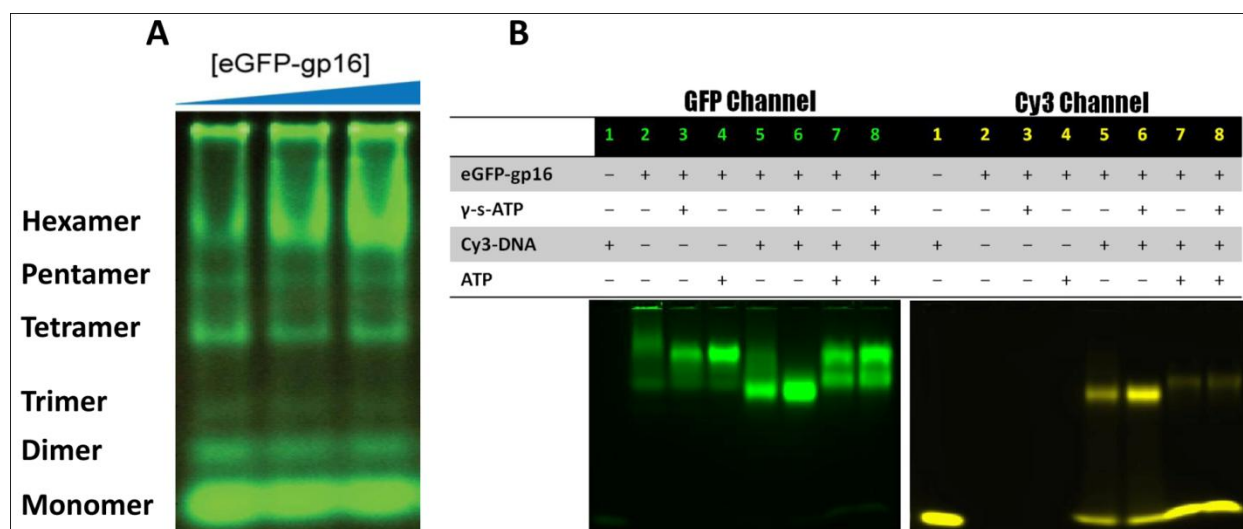 A
[eGFP-gp16]
Hexamer
Pentamer
Tetramer
Trimer
Dimer
Monomer
B
GFP Channel Cy3 Channel
1 2 3 4 5 6 7 8 1 2 3 4 5 6 7 8
eGFP-gp16 – + + + + + + + – + + + + + + +
γ-s-ATP – – + – – + – + – – + – – + – +
Cy3-DNA + – – – + + + + + – – – + + + +
ATP – – – + – – + + – – – + – – + +